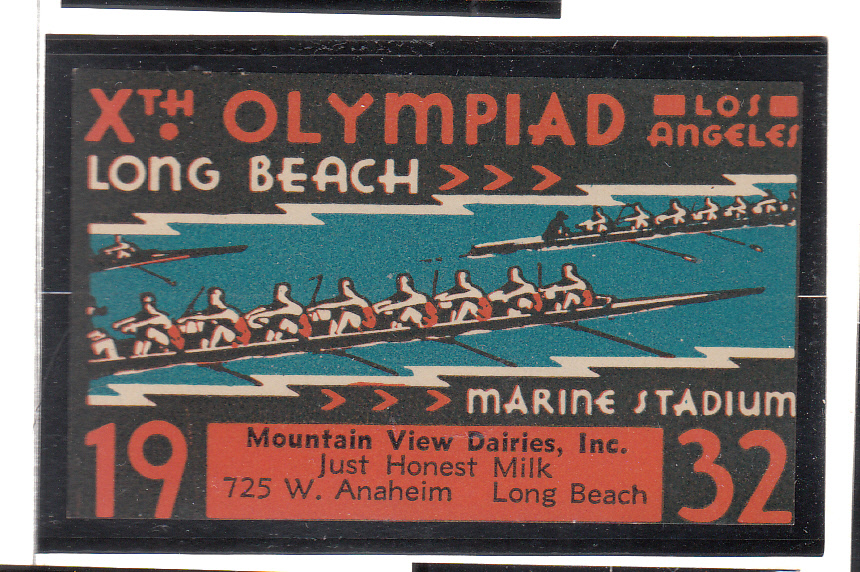 XTH OLYMPIAD LOS ANGELES
LONG BEACH
MARINE STADIUM
19 32
Mountain View Dairies, Inc.
Just Honest Milk
725 W. Anaheim Long Beach